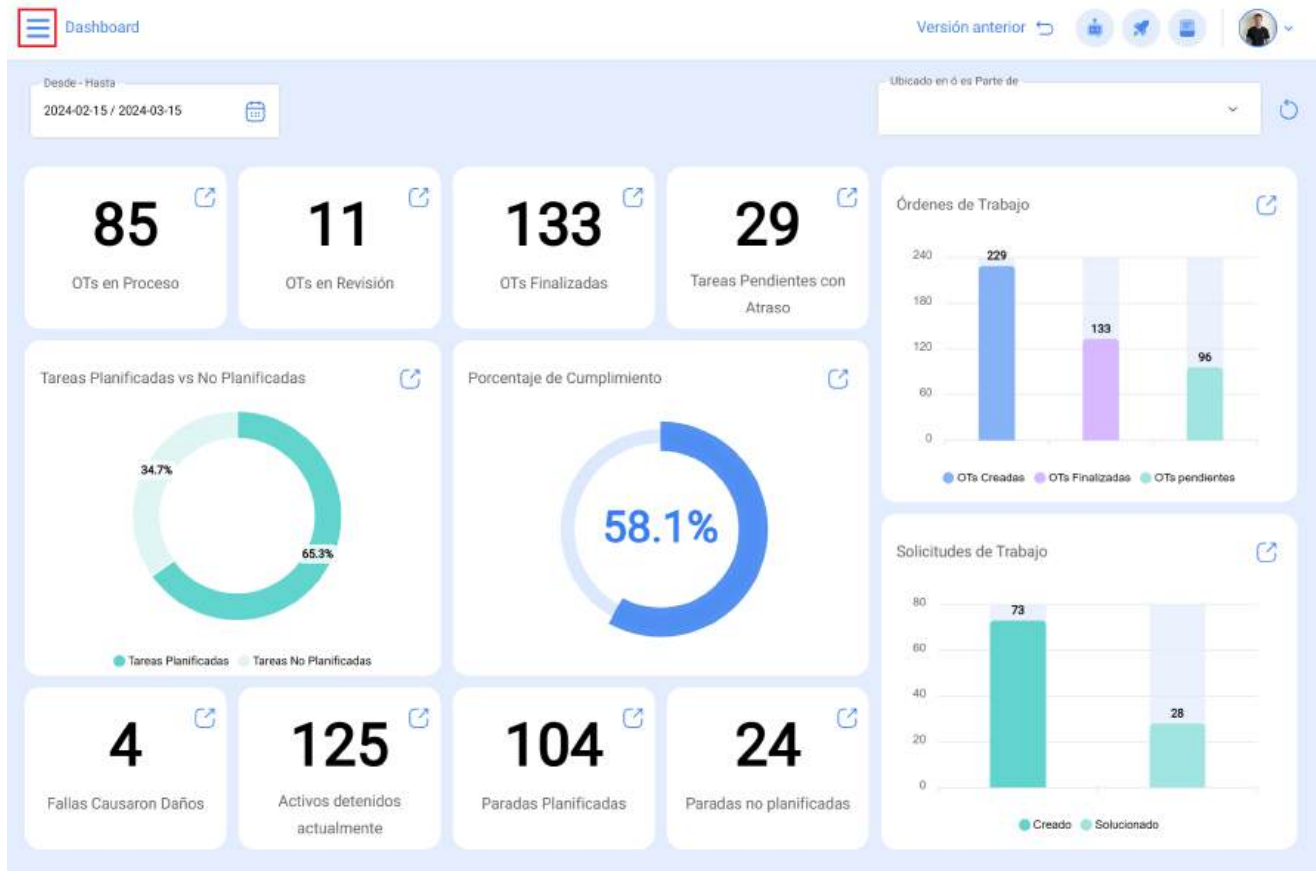 Dashboard
Versión anterior
Desde - Hasta
2024-02-15 / 2024-03-15
Ubicado en ó es Parte de
85
OTs en Proceso
11
OTs en Revisión
133
OTs Finalizadas
29
Tareas Pendientes con
Atraso
Órdenes de Trabajo
240
180
120
60
0
229
133
96
OTs Creadas OTs Finalizadas OTs pendientes
Tareas Planificadas vs No Planificadas
34.7%
65.3%
Tareas Planificadas Tareas No Planificadas
Porcentaje de Cumplimiento
58.1%
Solicitudes de Trabajo
80
60
40
20
0
73
28
Creado Solucionado
4
Fallas Causaron Daños
125
Activos detenidos
actualmente
104
Paradas Planificadas
24
Paradas no planificadas